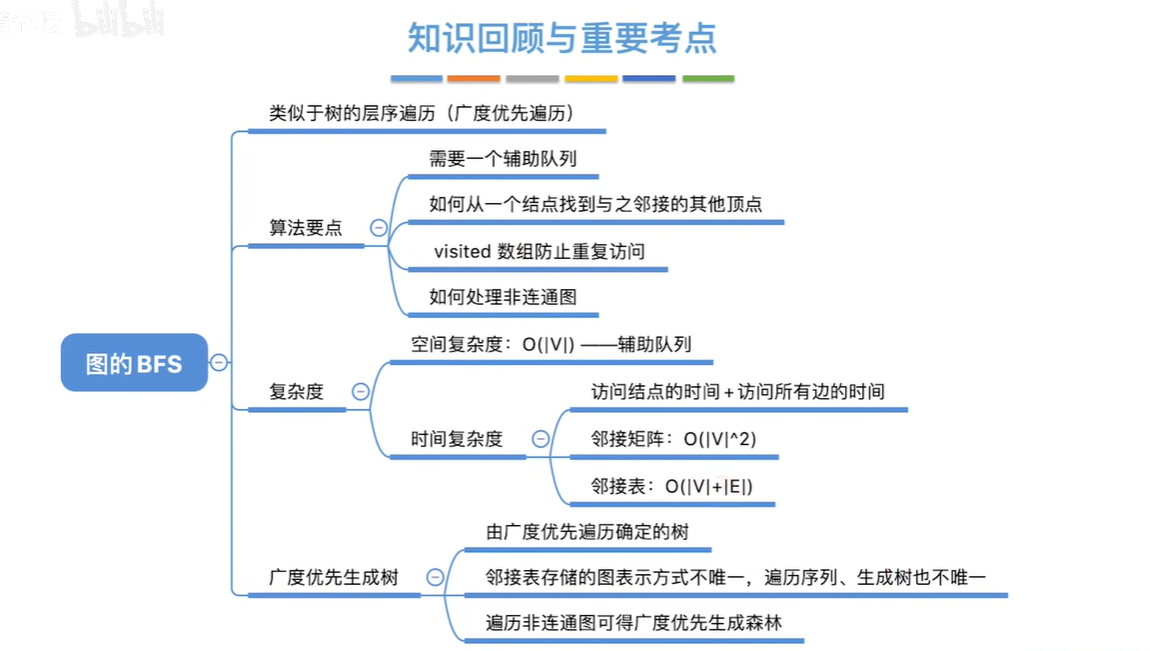 bilibili
知识回顾与重要考点
类似于树的层序遍历（广度优先遍历）
需要一个辅助队列
如何从一个结点找到与之邻接的其他顶点
算法要点
visited 数组防止重复访问
如何处理非连通图
空间复杂度：O(|V|) ——辅助队列
图的BFS
复杂度
访问结点的时间+访问所有边的时间
时间复杂度
邻接矩阵：O(|V|^2)
邻接表：O(|V|+|E|)
由广度优先遍历确定的树
广度优先生成树
邻接表存储的图表示方式不唯一，遍历序列、生成树也不唯一
遍历非连通图可得广度优先生成森林